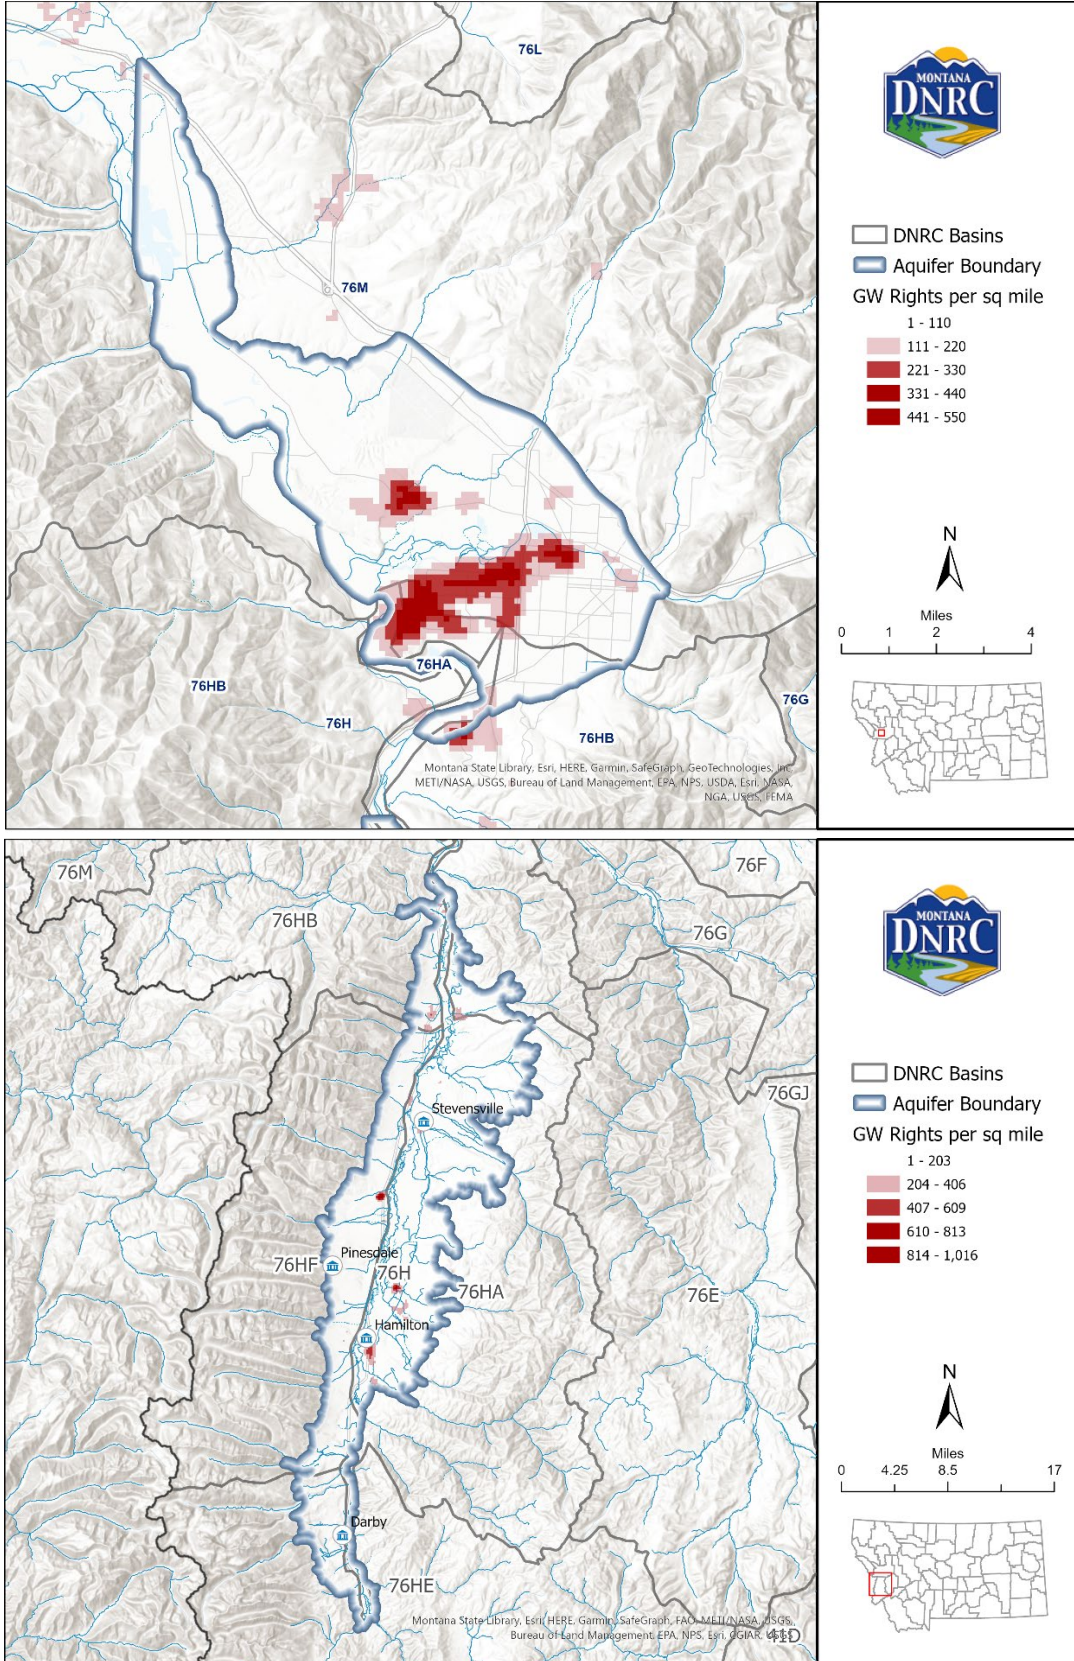 76L
76M
76HA
76HB
76H
76G
76HB
Montana State Library, Esri, HERE, Garmin, SafeGraph, GeoTechnologies, Inc,
METI/NASA, USGS, Bureau of Land Management, EPA, NPS, USDA, Esri, NASA,
NGA, USGS, FEMA
MONTANA
DNRC
DNRC Basins
Aquifer Boundary
GW Rights per sq mile
1 - 110
111 - 220
221 - 330
331 - 440
441 - 550
N
Miles
0 1 2 4
76M
76F
76HB
76G
76GJ
Stevensville
Pinesdale
76HF
76H
76HA
76E
Hamilton
Darby
76HE
Montana State Library, Esri, HERE, Garmin, SafeGraph, FAO, METI/NASA, USGS,
Bureau of Land Management, EPA, NPS, Esri, CGIAR, USGS
41D
MONTANA
DNRC
DNRC Basins
Aquifer Boundary
GW Rights per sq mile
1 - 203
204 - 406
407 - 609
610 - 813
814 - 1,016
N
Miles
0 4.25 8.5 17